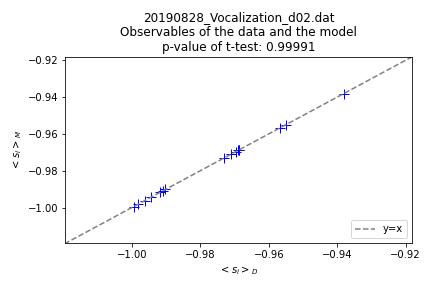 20190828_Vocalization_d02.dat
Observables of the data and the model
p-value of t-test: 0.99991
−0.92
−0.94
−0.96
−0.98
−1.00
< s_i >_M
−1.00 −0.98 −0.96 −0.94 −0.92
< s_i >_D
y=x